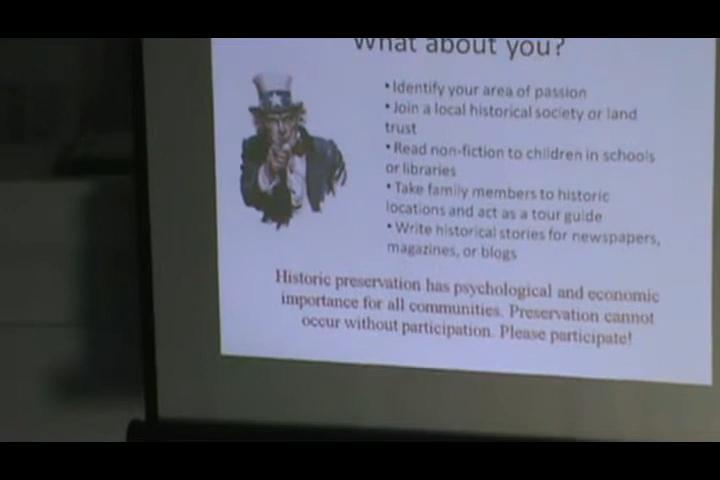 What about you?
• Identify your area of passion
• Join a local historical society or land
trust
• Read non-fiction to children in schools
or libraries
• Take family members to historic
locations and act as a tour guide
• Write historical stories for newspapers,
magazines, or blogs
Historic preservation has psychological and economic
importance for all communities. Preservation cannot
occur without participation. Please participate!